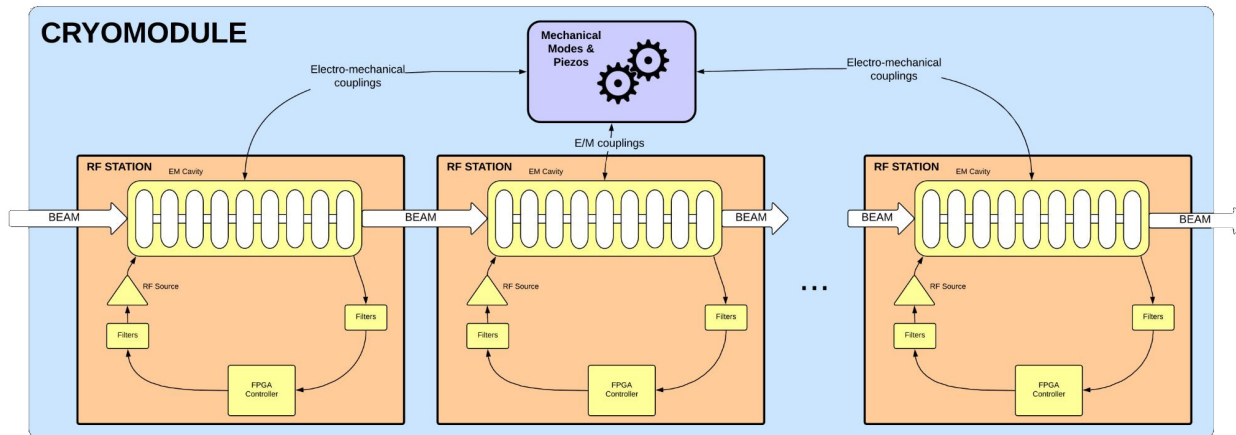 CRYOMODULE
Mechanical
Modes &
Piezos
Electro-mechanical
couplings
Electro-mechanical
couplings
E/M couplings
RF STATION
EM Cavity
BEAM
BEAM
RF Source
Filters
Filters
FPGA
Controller
RF STATION
EM Cavity
BEAM
RF Source
Filters
Filters
FPGA
Controller
...
RF STATION
EM Cavity
BEAM
BEAM
RF Source
Filters
Filters
FPGA
Controller